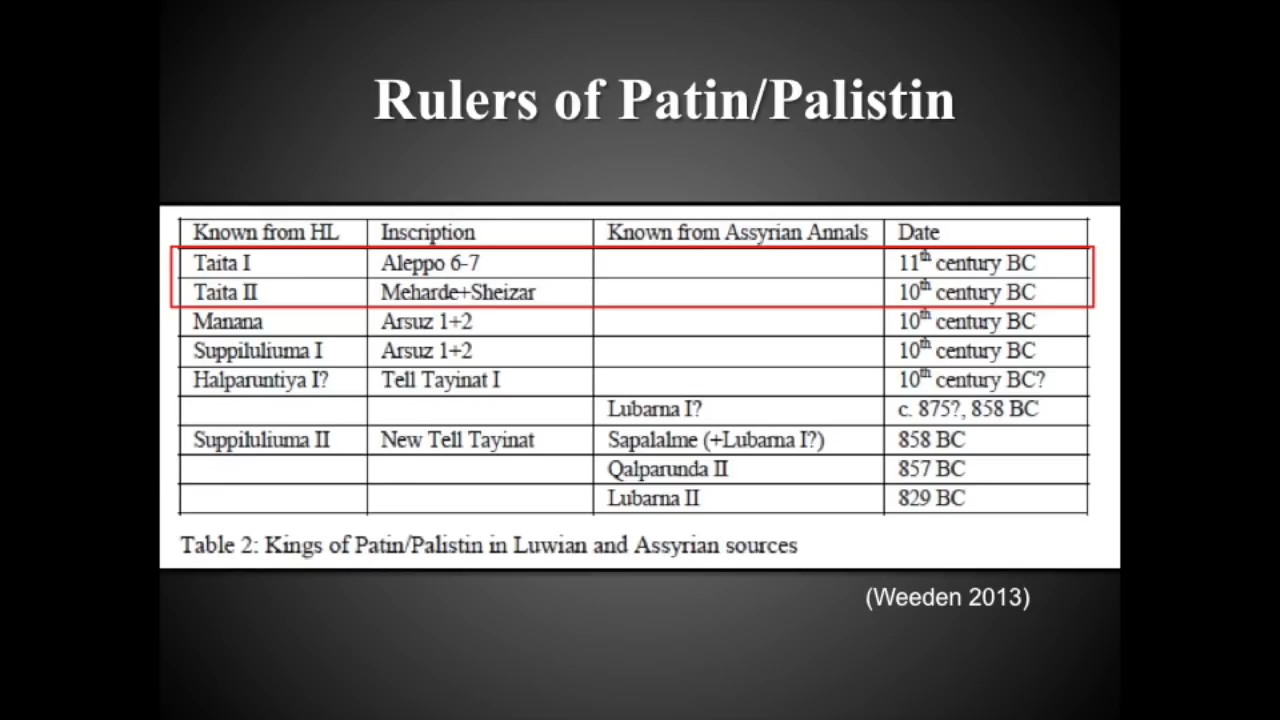 Rulers of Patin/Palistin
Known from HL Inscription Known from Assyrian Annals Date
Taita I Aleppo 6-7 11th century BC
Taita II Meharde+Sheizar 10th century BC
Manana Arsuz 1+2 10th century BC
Suppiluliuma I Arsuz 1+2 10th century BC
Halparuntiya I? Tell Tayinat I 10th century BC?
Lubarna I? c. 875?, 858 BC
Suppiluliuma II New Tell Tayinat Sapalalme (+Lubarna I?) 858 BC
Qalparunda II 857 BC
Lubarna II 829 BC
Table 2: Kings of Patin/Palistin in Luwian and Assyrian sources
(Weeden 2013)